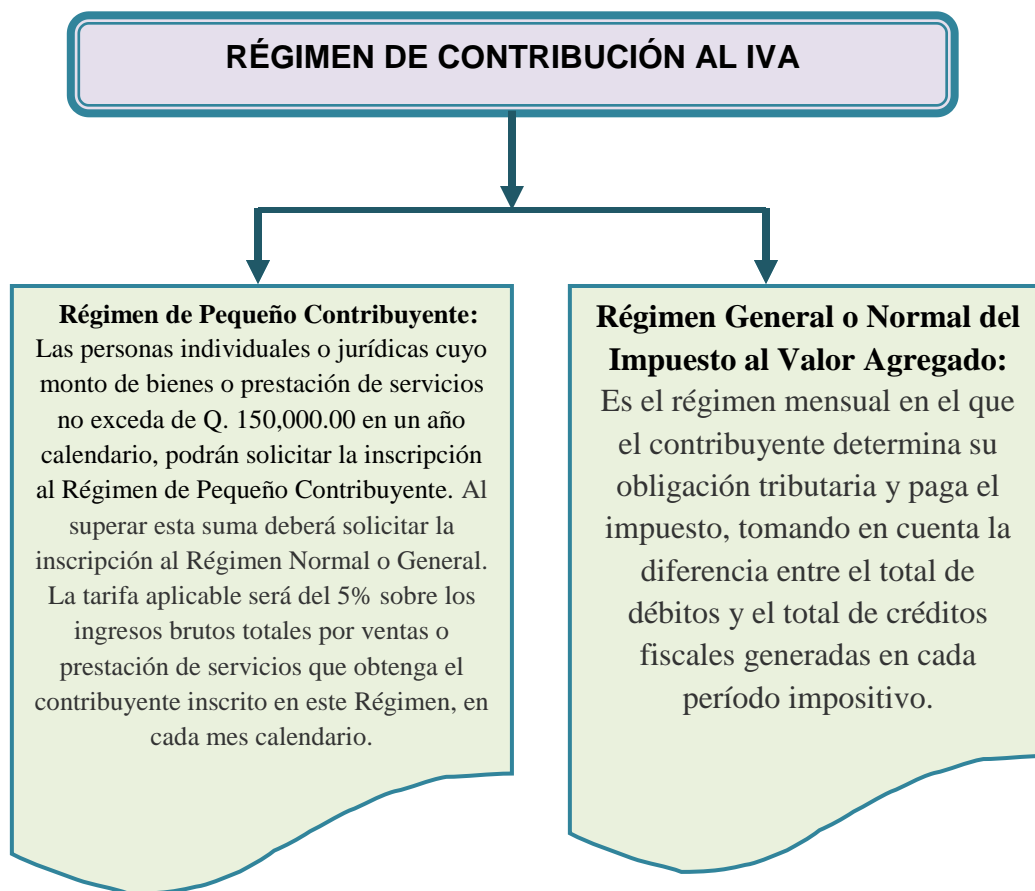 RÉGIMEN DE CONTRIBUCIÓN AL IVA
Régimen de Pequeño Contribuyente:
Las personas individuales o jurídicas cuyo
monto de bienes o prestación de servicios
no exceda de Q. 150,000.00 en un año
calendario, podrán solicitar la inscripción
al Régimen de Pequeño Contribuyente. Al
superar esta suma deberá solicitar la
inscripción al Régimen Normal o General.
La tarifa aplicable será del 5% sobre los
ingresos brutos totales por ventas o
prestación de servicios que obtenga el
contribuyente inscrito en este Régimen, en
cada mes calendario.
Régimen General o Normal del
Impuesto al Valor Agregado:
Es el régimen mensual en el que
el contribuyente determina su
obligación tributaria y paga el
impuesto, tomando en cuenta la
diferencia entre el total de
débitos y el total de créditos
fiscales generadas en cada
período impositivo.